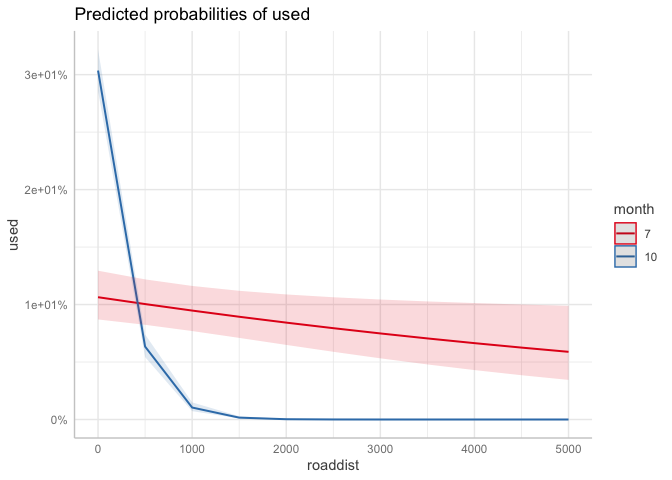 Predicted probabilities of used
3e+01%
2e+01%
1e+01%
0%
used
0 1000 2000 3000 4000 5000
roaddist
month
7
10